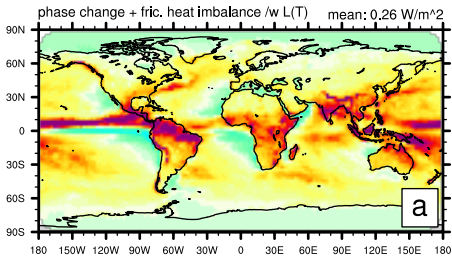 phase change + fric. heat imbalance /w L(T) mean: 0.26 W/m^2
90N
60N
30N
0
30S
60S
90S
a
180 150W 120W 90W 60W 30W 0 30E 60E 90E 120E 150E 180